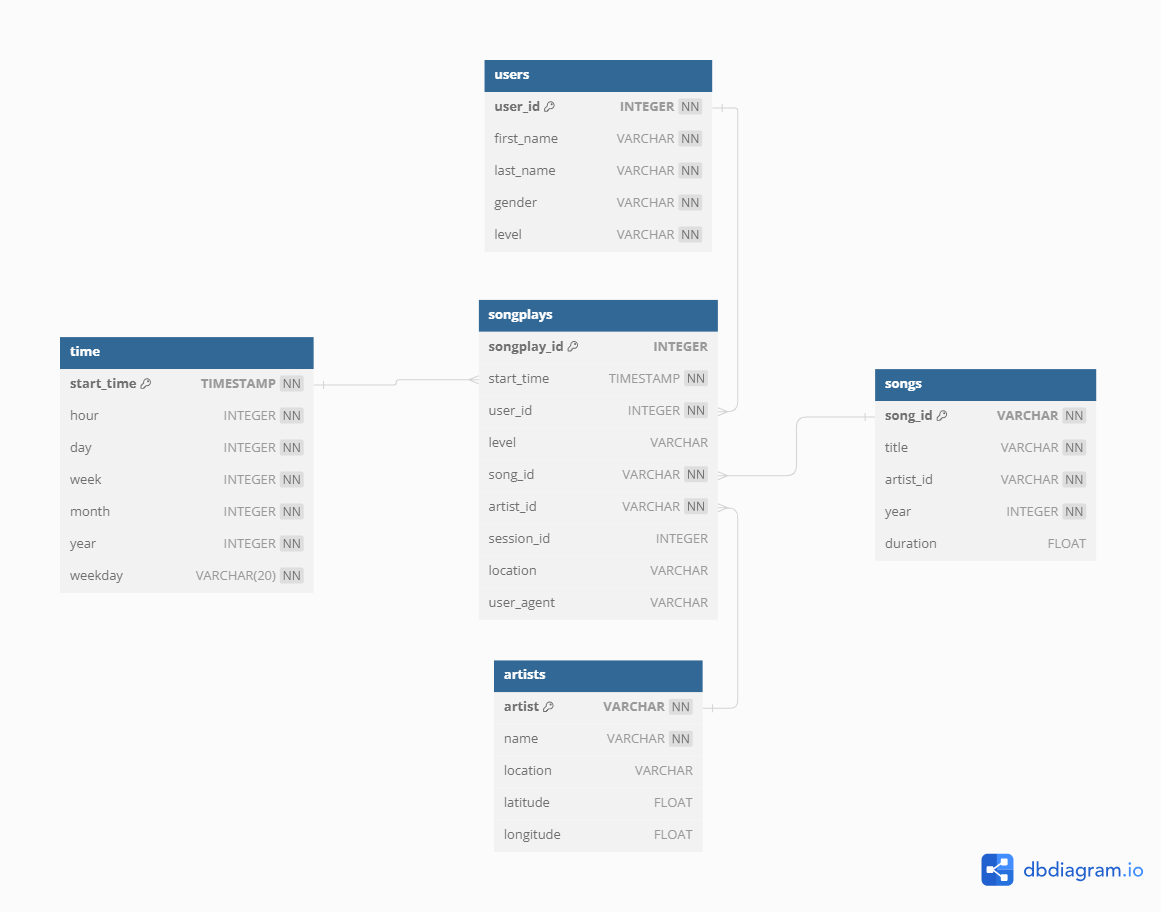 users
user_id INTEGER NN
first_name VARCHAR NN
last_name VARCHAR NN
gender VARCHAR NN
level VARCHAR NN
songplays
songplay_id INTEGER
start_time TIMESTAMP NN
user_id INTEGER NN
level VARCHAR
song_id VARCHAR NN
artist_id VARCHAR NN
session_id INTEGER
location VARCHAR
user_agent VARCHAR
time
start_time TIMESTAMP NN
hour INTEGER NN
day INTEGER NN
week INTEGER NN
month INTEGER NN
year INTEGER NN
weekday VARCHAR(20) NN
songs
song_id VARCHAR NN
title VARCHAR NN
artist_id VARCHAR NN
year INTEGER NN
duration FLOAT
artists
artist VARCHAR NN
name VARCHAR NN
location VARCHAR
latitude FLOAT
longitude FLOAT
dbdiagram.io